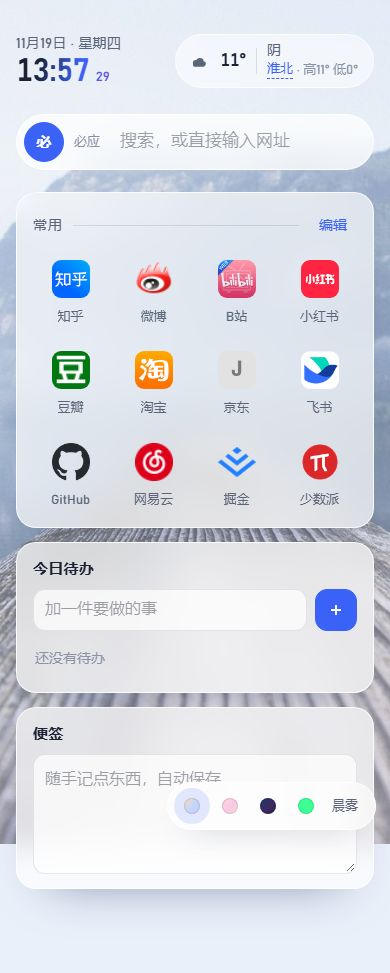 11月19日 · 星期四
13:57 29
11°
阴
淮北 · 高11° 低0°
必 必应 搜索，或直接输入网址
常用 编辑
知乎 bilibili 小红书
知乎 微博 B站 小红书
豆 淘 J
豆瓣 淘宝 京东 飞书
GitHub 网易云 掘金 少数派
今日待办
加一件要做的事 +
还没有待办
便签
随手记点东西，自动保存
晨雾